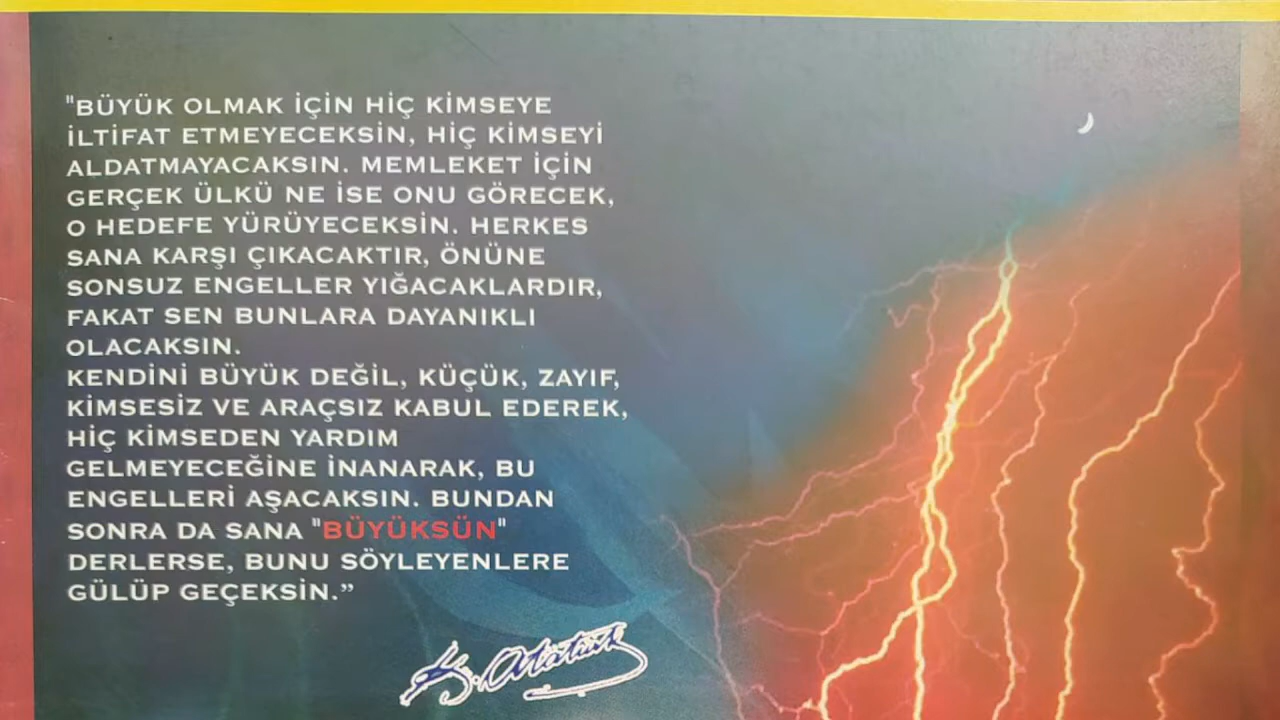 "BÜYÜK OLMAK İÇİN HİÇ KİMSEYE
İLTİFAT ETMEYECEKSİN, HİÇ KİMSEYİ
ALDATMAYACAKSIN. MEMLEKET İÇİN
GERÇEK ÜLKÜ NE İSE ONU GÖRECEK,
O HEDEFE YÜRÜYECEKSİN. HERKES
SANA KARŞI ÇIKACAKTIR, ÖNÜNE
SONSUZ ENGELLER YIĞACAKLARDIR,
FAKAT SEN BUNLARA DAYANIKLI
OLACAKSIN.
KENDİNİ BÜYÜK DEĞİL, KÜÇÜK, ZAYIF,
KİMSESİZ VE ARAÇSIZ KABUL EDEREK,
HİÇ KİMSEDEN YARDIM
GELMEYECEĞİNE İNANARAK, BU
ENGELLERİ AŞACAKSIN. BUNDAN
SONRA DA SANA "BÜYÜKSÜN"
DERLERSE, BUNU SÖYLEYENLERE
GÜLÜP GEÇEKSİN.”
K. Atatürk